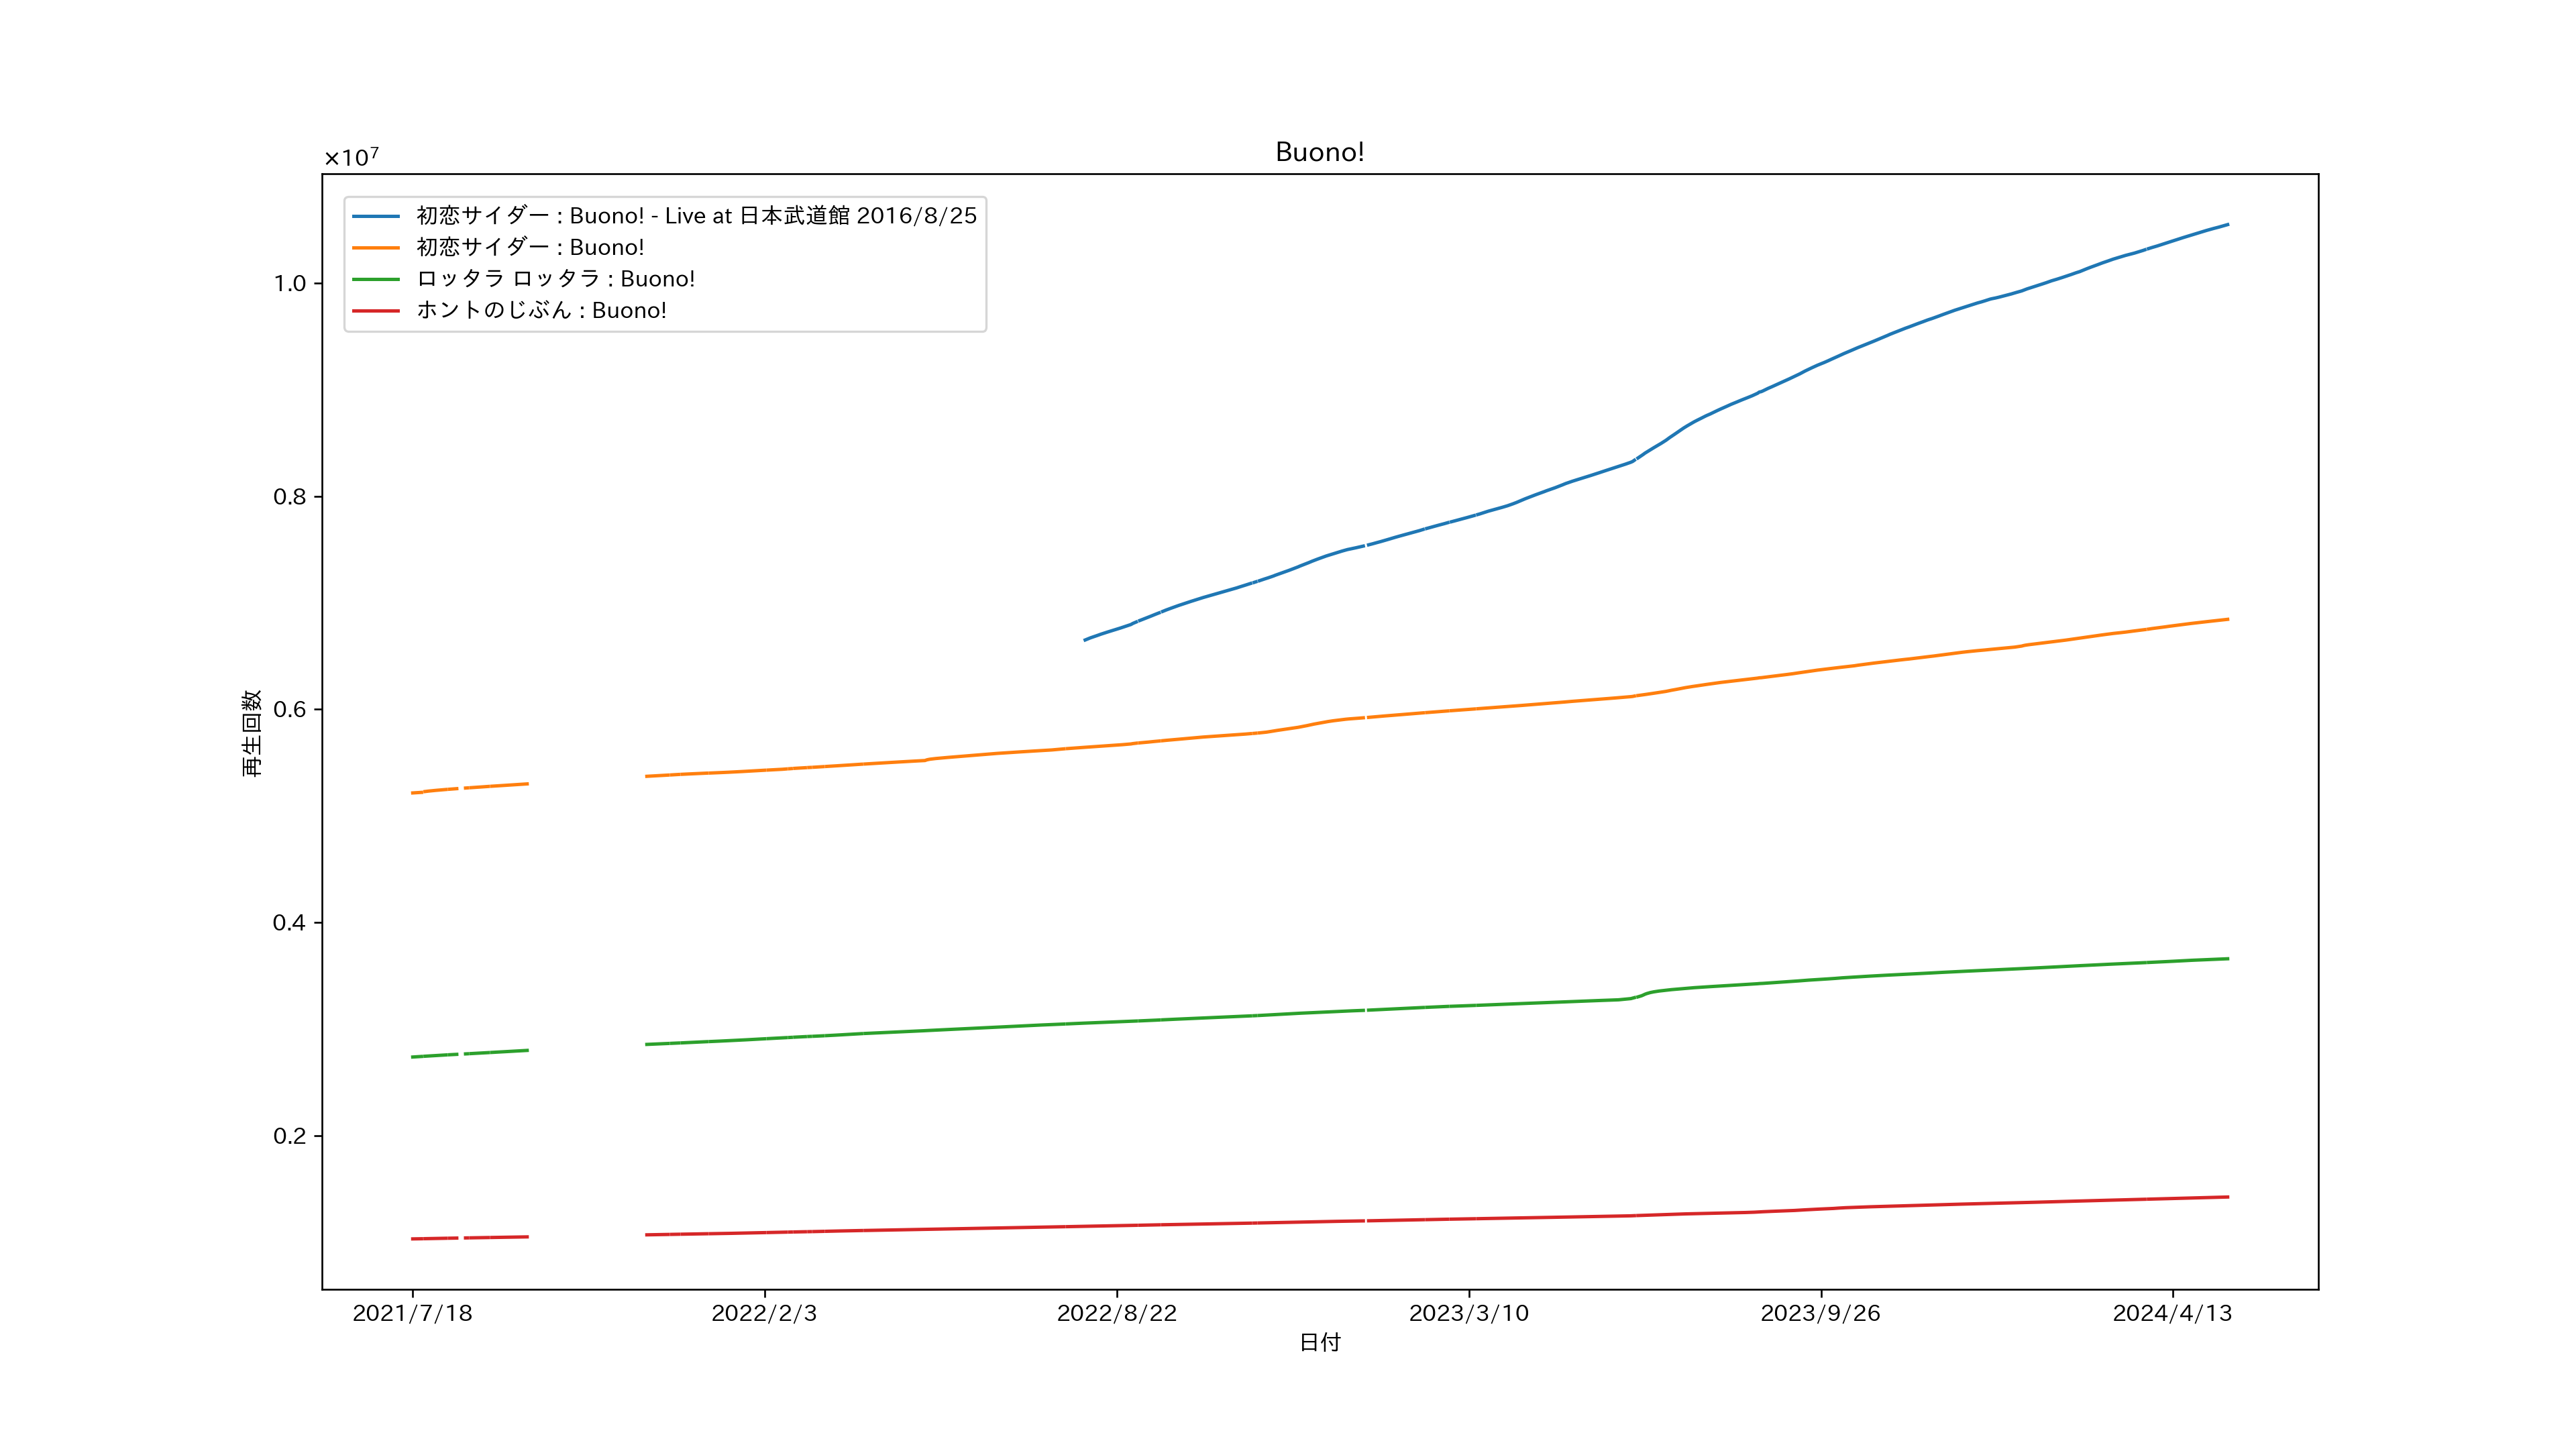 Buono!
×10⁷
初恋サイダー : Buono! - Live at 日本武道館 2016/8/25
初恋サイダー : Buono!
ロッタラ ロッタラ : Buono!
ホントのじぶん : Buono!
1.0
0.8
0.6
0.4
0.2
再生回数
2021/7/18
2022/2/3
2022/8/22
2023/3/10
2023/9/26
2024/4/13
日付